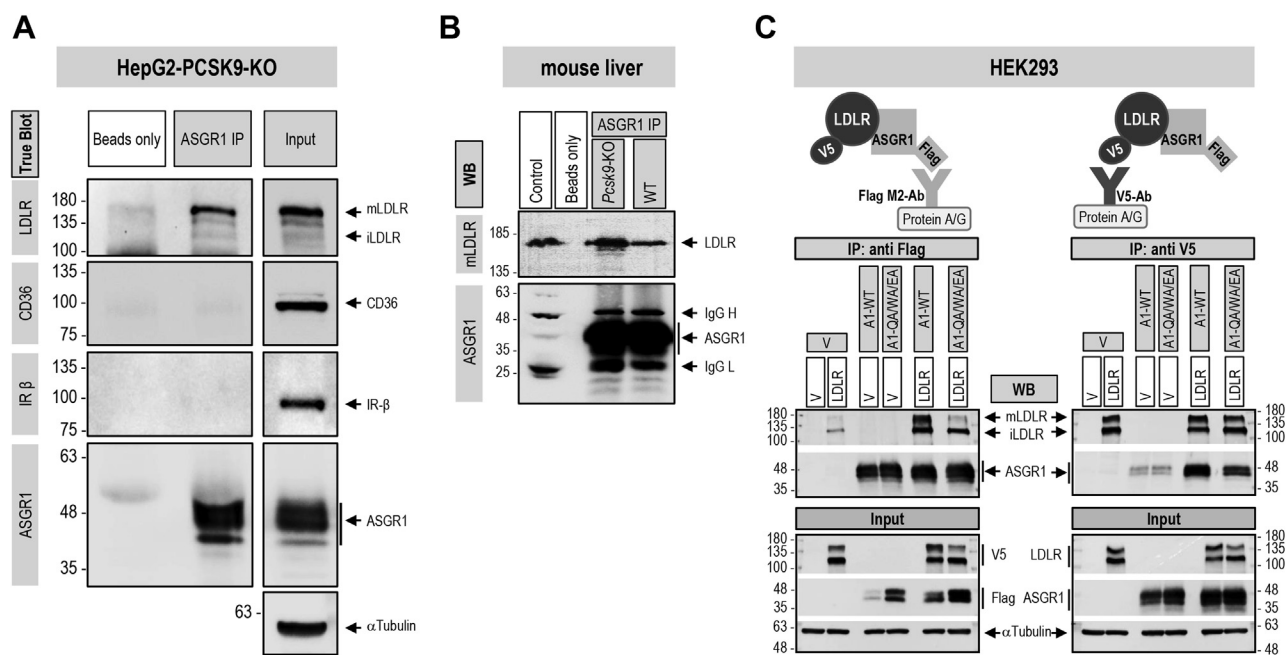 A
HepG2-PCSK9-KO
True Blot
Beads only
ASGR1 IP
Input
LDLR
180
135
100
mLDLR
iLDLR
CD36
135
100
75
CD36
IR β
135
100
75
IR-β
ASGR1
63
48
35
ASGR1
63
αTubulin
B
mouse liver
WB
Control
Beads only
ASGR1 IP
Pcsk9-KO
WT
mLDLR
185
135
LDLR
ASGR1
63
48
35
25
IgG H
ASGR1
IgG L
C
HEK293
LDLR
V5
ASGR1
Flag
Flag M2-Ab
Protein A/G
LDLR
V5
ASGR1
Flag
V5-Ab
Protein A/G
IP: anti Flag
V
A1-WT
A1-QA/WA/EA
A1-WT
A1-QA/WA/EA
V
LDLR
V
V
LDLR
LDLR
WB
IP: anti V5
V
A1-WT
A1-QA/WA/EA
A1-WT
A1-QA/WA/EA
V
LDLR
V
V
LDLR
LDLR
180
135
100
mLDLR
iLDLR
180
135
100
48
35
ASGR1
48
35
Input
Input
180
135
100
V5 LDLR
180
135
100
48
35
Flag ASGR1
48
35
63
48
αTubulin
63
48